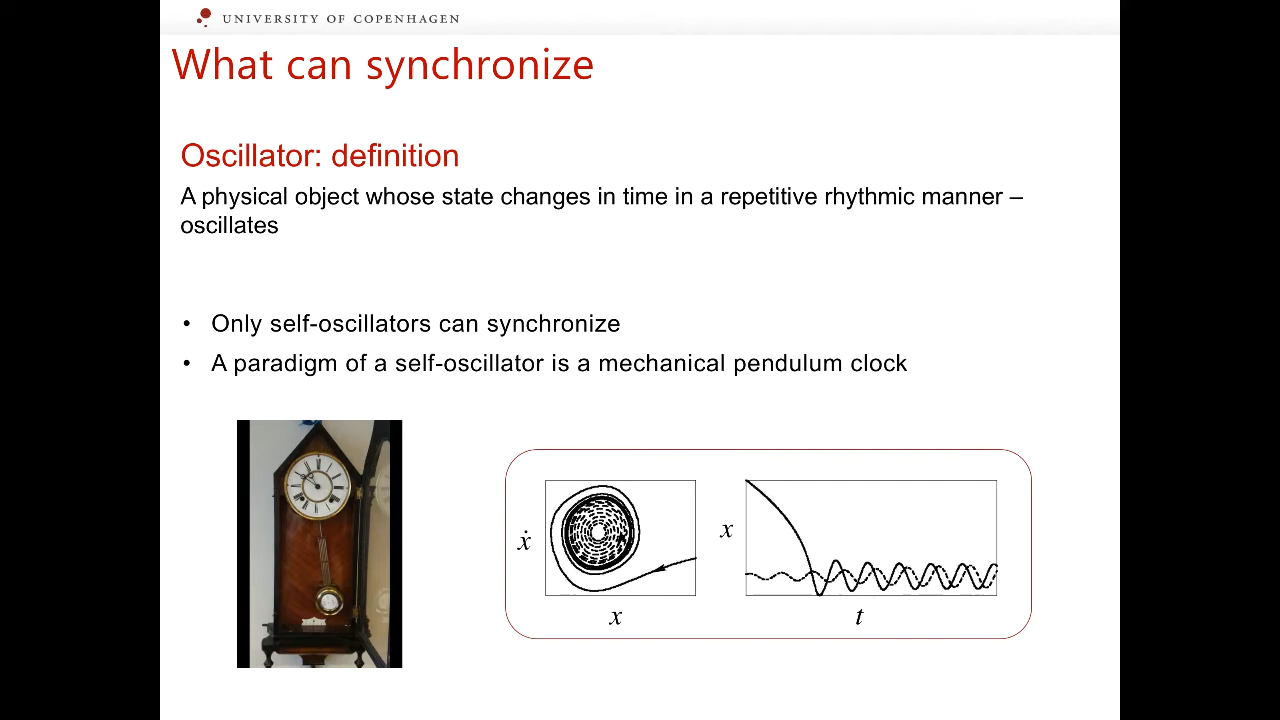 UNIVERSITY OF COPENHAGEN
What can synchronize
Oscillator: definition
A physical object whose state changes in time in a repetitive rhythmic manner –
oscillates
• Only self-oscillators can synchronize
• A paradigm of a self-oscillator is a mechanical pendulum clock
ẋ
x
x
t